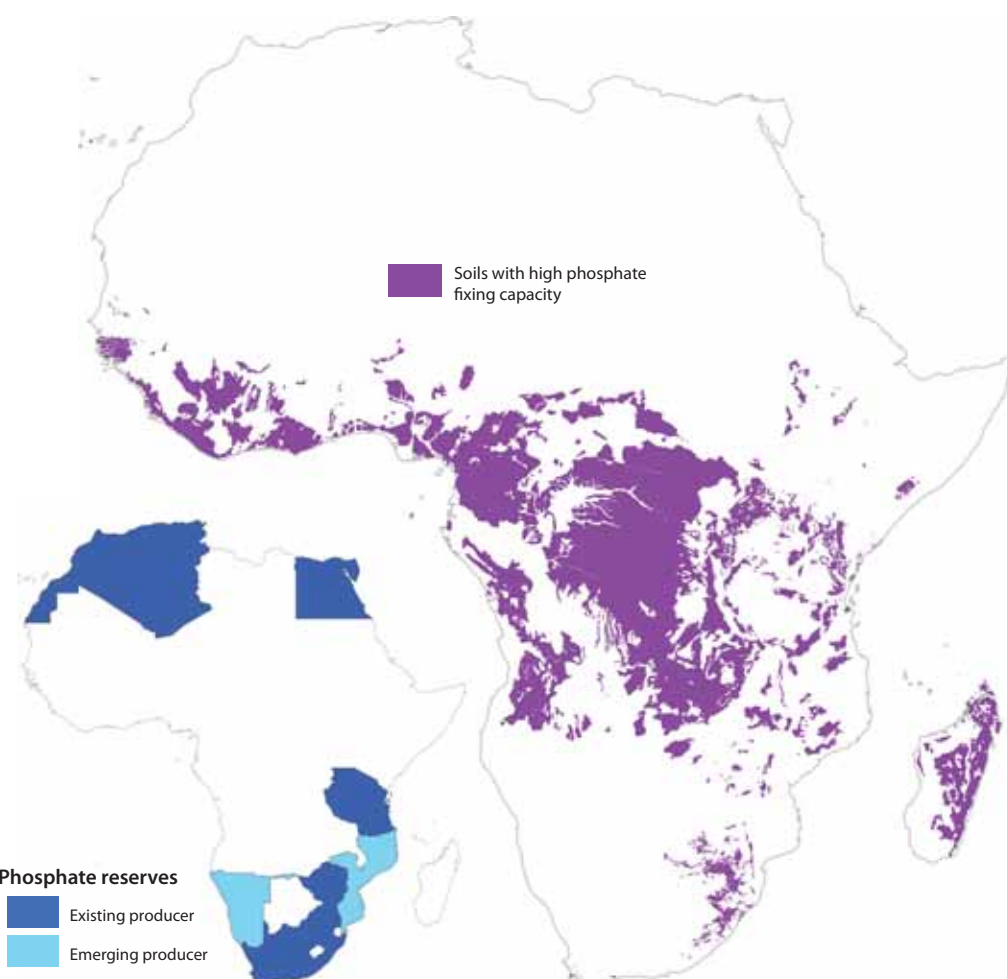 Soils with high phosphate
fixing capacity
Phosphate reserves
Existing producer
Emerging producer